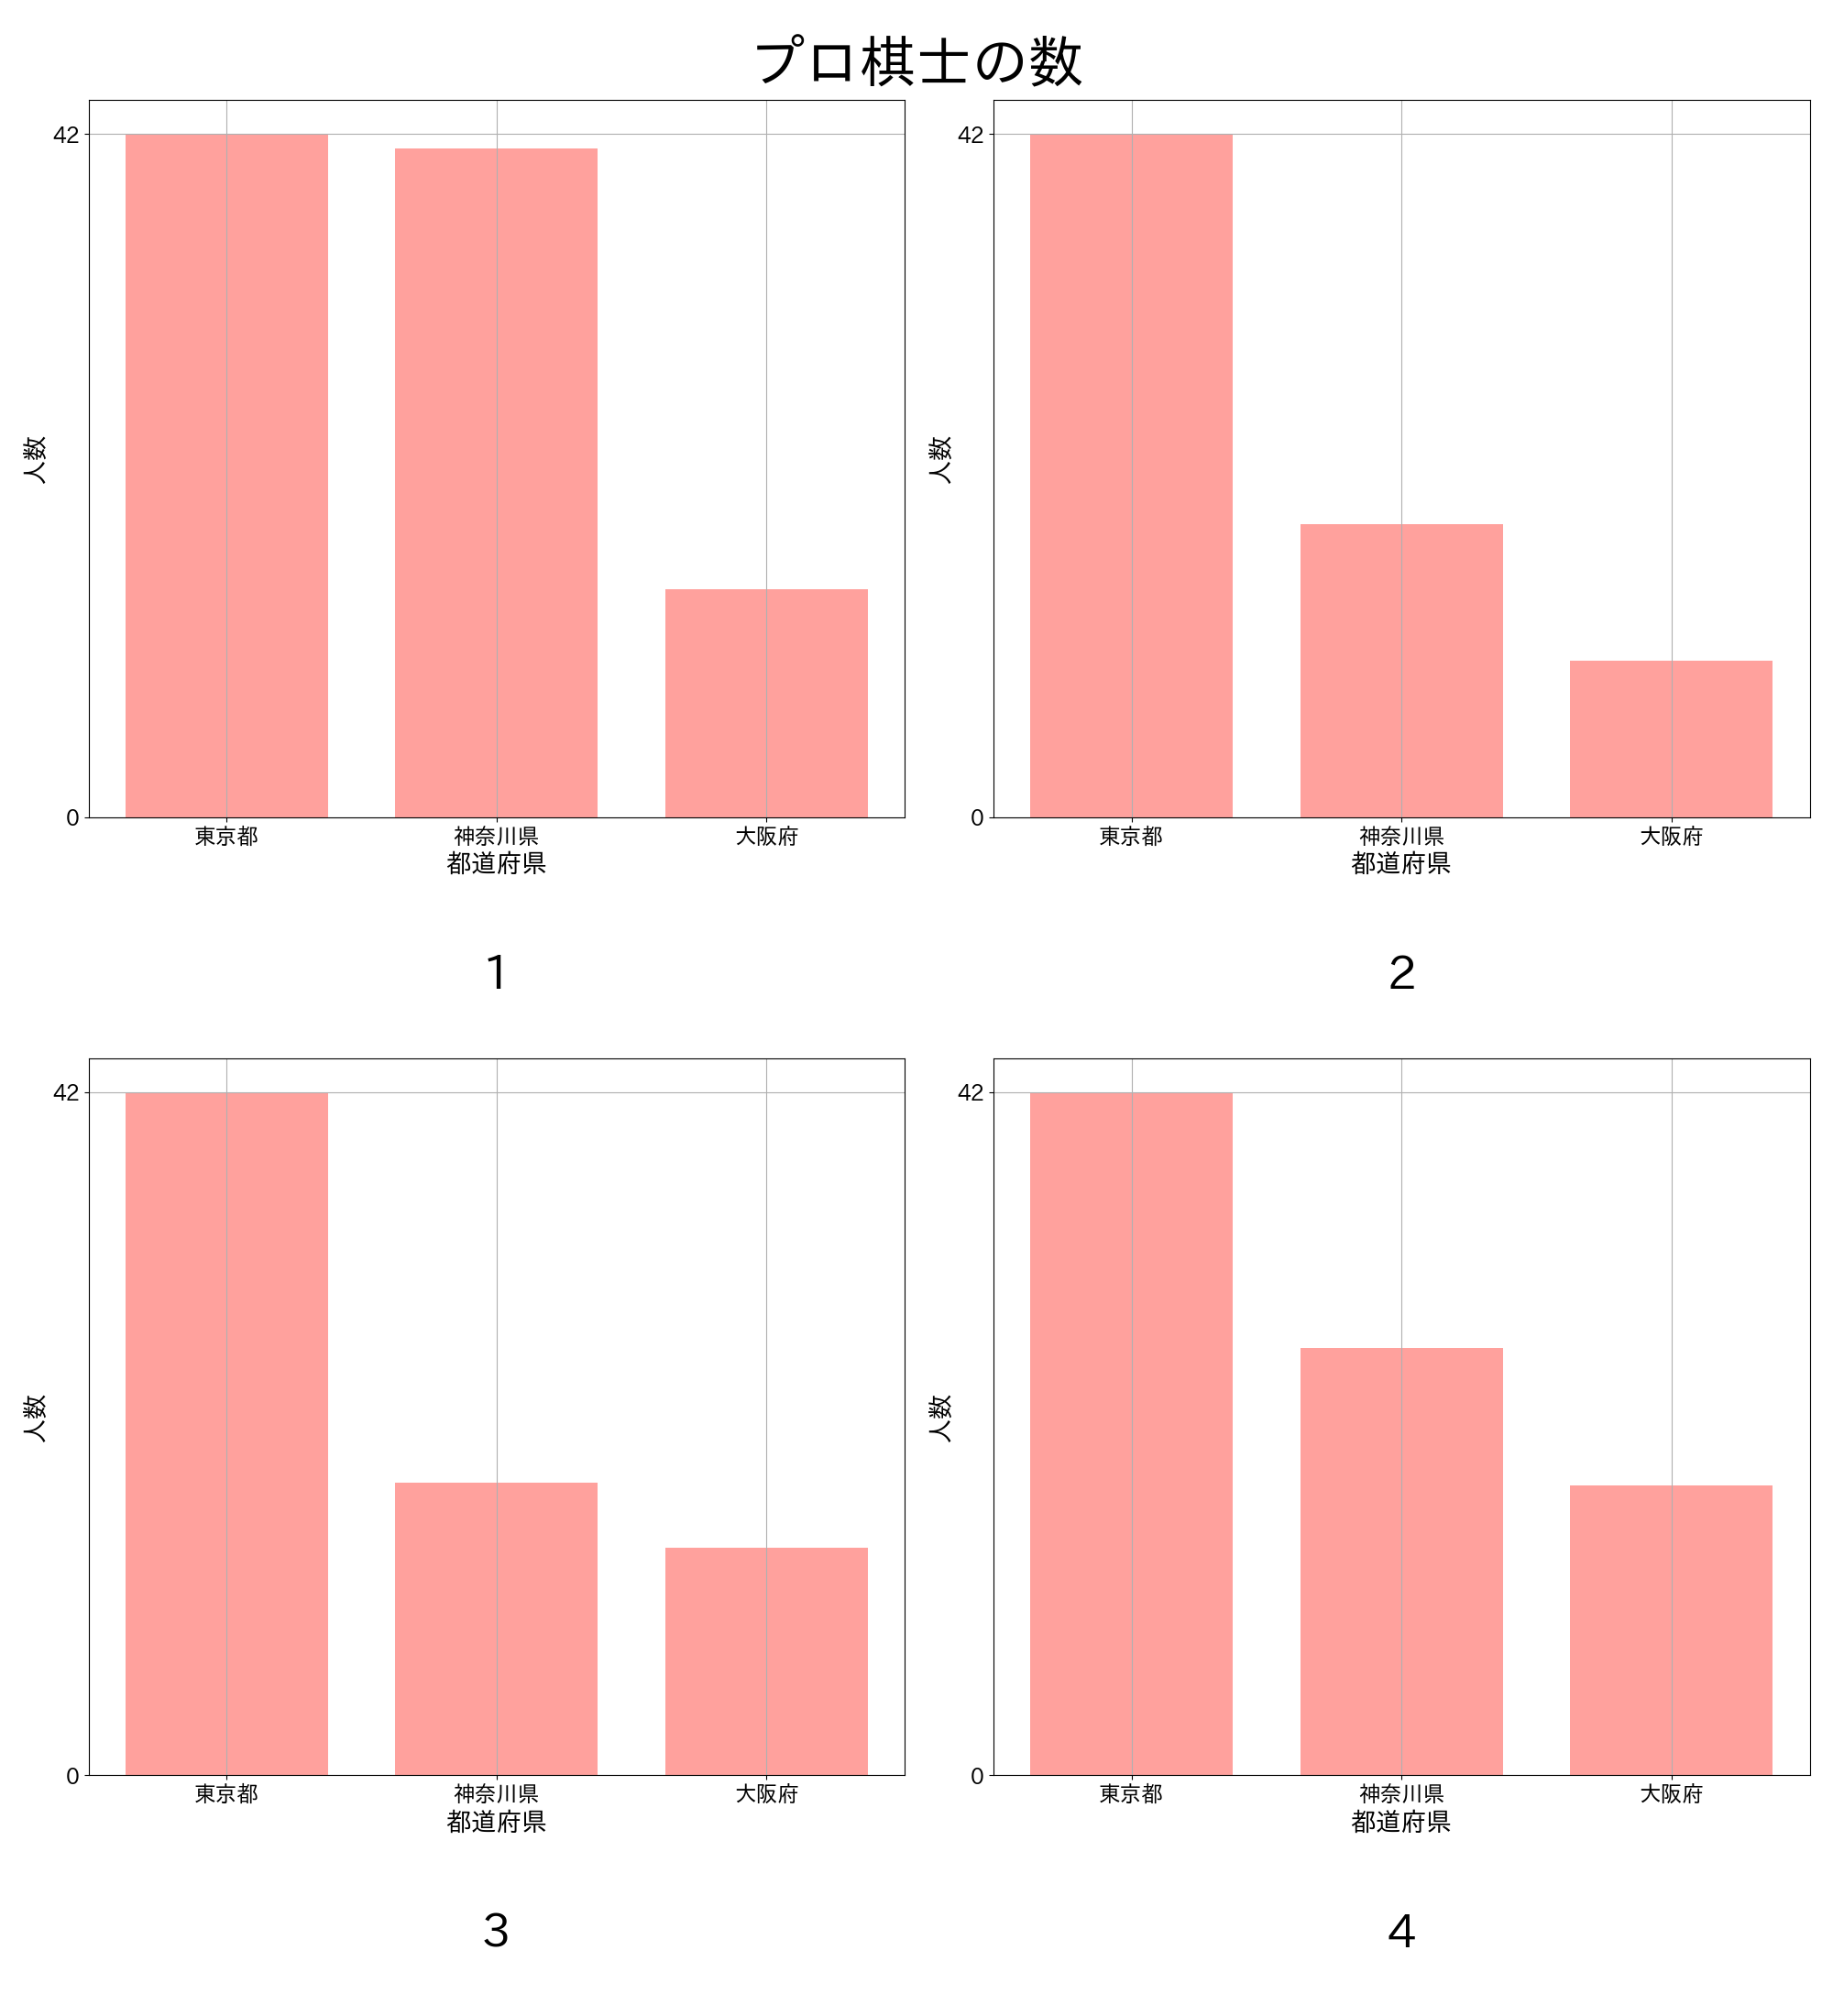 プロ棋士の数
42
0
人数
東京都 神奈川県 大阪府
都道府県
1
42
0
人数
東京都 神奈川県 大阪府
都道府県
2
42
0
人数
東京都 神奈川県 大阪府
都道府県
3
42
0
人数
東京都 神奈川県 大阪府
都道府県
4